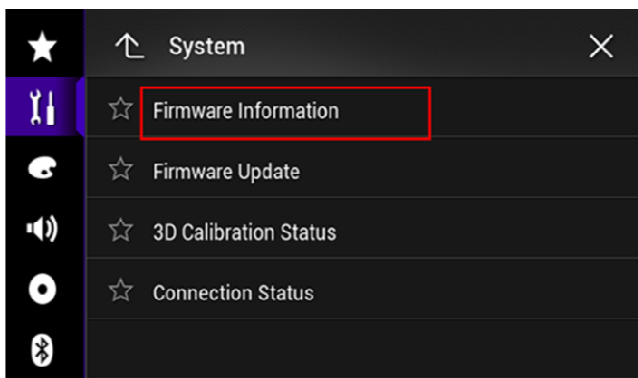 System
Firmware Information
Firmware Update
3D Calibration Status
Connection Status